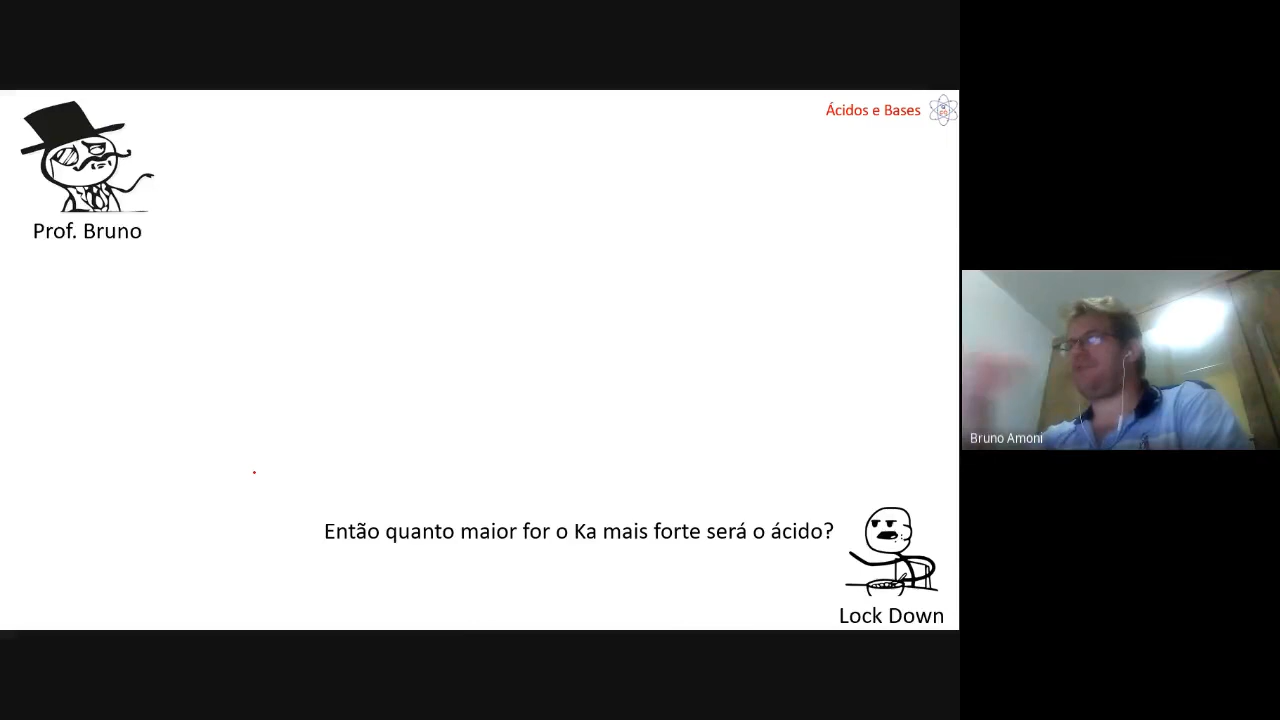 Ácidos e Bases
Prof. Bruno
Bruno Amoni
Então quanto maior for o Ka mais forte será o ácido?
Lock Down